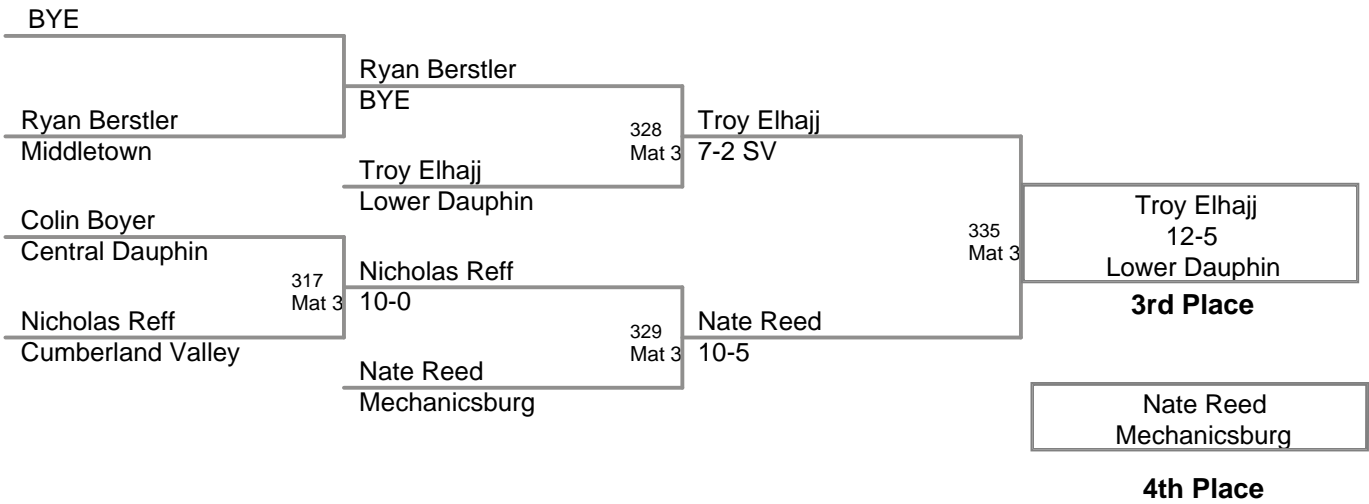 BYE
Ryan Berstler
Middletown
Colin Boyer
Central Dauphin
317
Mat 3
Nicholas Reff
Cumberland Valley
Ryan Berstler
BYE
328
Mat 3
Troy Elhajj
Lower Dauphin
Nicholas Reff
10-0
329
Mat 3
Nate Reed
Mechanicsburg
Troy Elhajj
7-2 SV
335
Mat 3
Nate Reed
10-5
Troy Elhajj
12-5
Lower Dauphin
3rd Place
Nate Reed
Mechanicsburg
4th Place